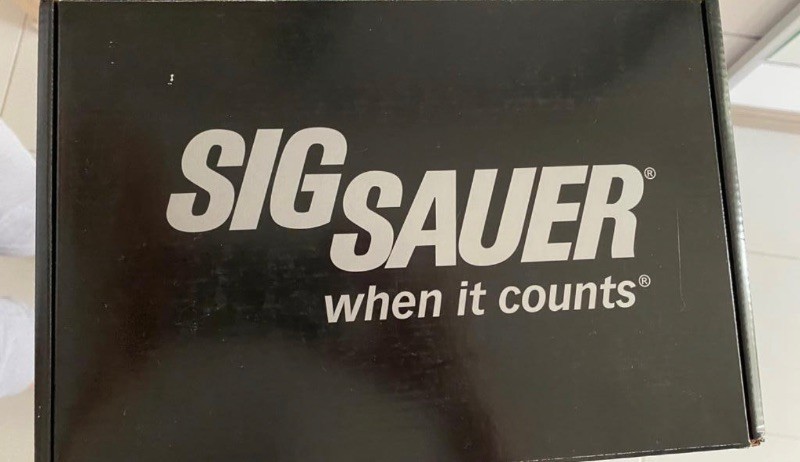 SIG
SAUER®
when it counts®